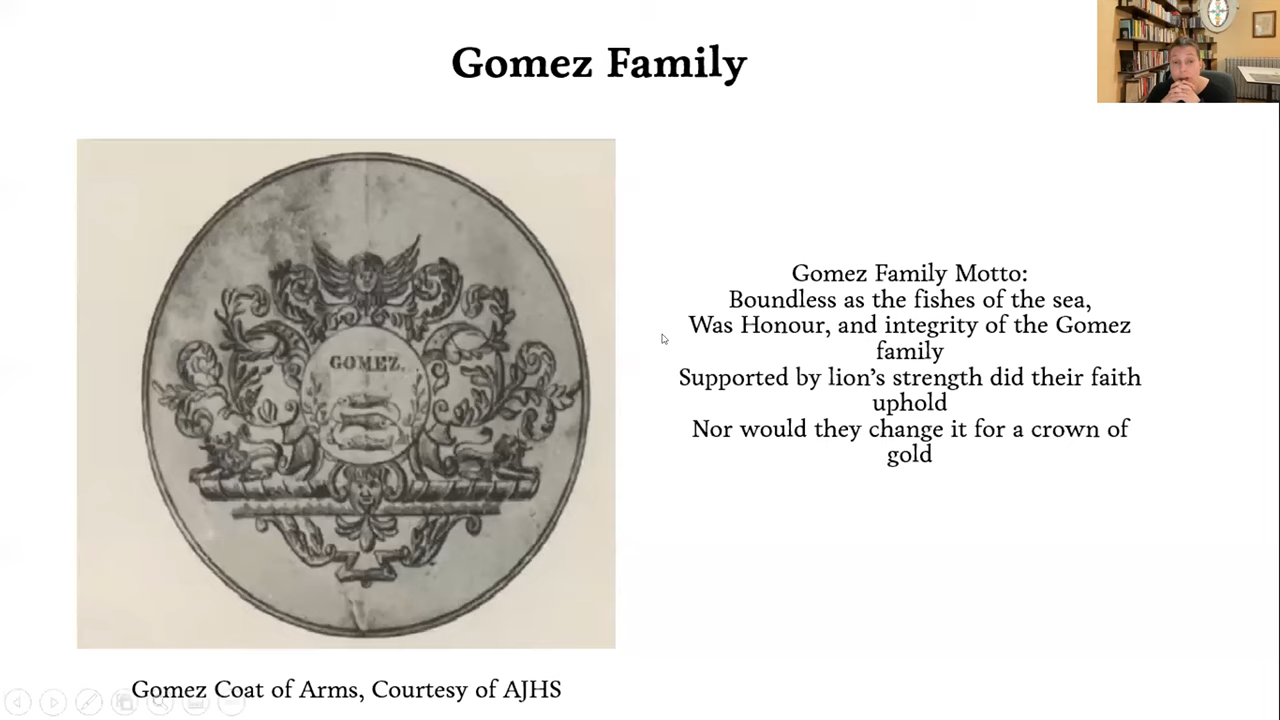 Gomez Family
GOMEZ.
Gomez Family Motto:
Boundless as the fishes of the sea,
Was Honour, and integrity of the Gomez
family
Supported by lion’s strength did their faith
uphold
Nor would they change it for a crown of
gold
Gomez Coat of Arms, Courtesy of AJHS